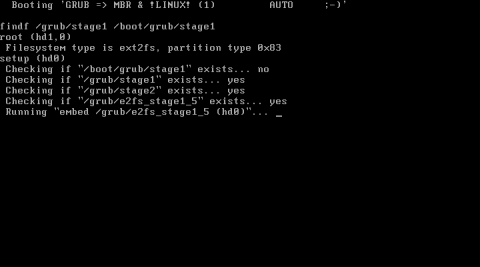 Booting 'GRUB => MBR & !LINUX! (1) AUTO ;-)'
findf /grub/stage1 /boot/grub/stage1
root (hd1,0)
Filesystem type is ext2fs, partition type 0x83
setup (hd0)
Checking if "/boot/grub/stage1" exists... no
Checking if "/grub/stage1" exists... yes
Checking if "/grub/stage2" exists... yes
Checking if "/grub/e2fs_stage1_5" exists... yes
Running "embed /grub/e2fs_stage1_5 (hd0)"... _